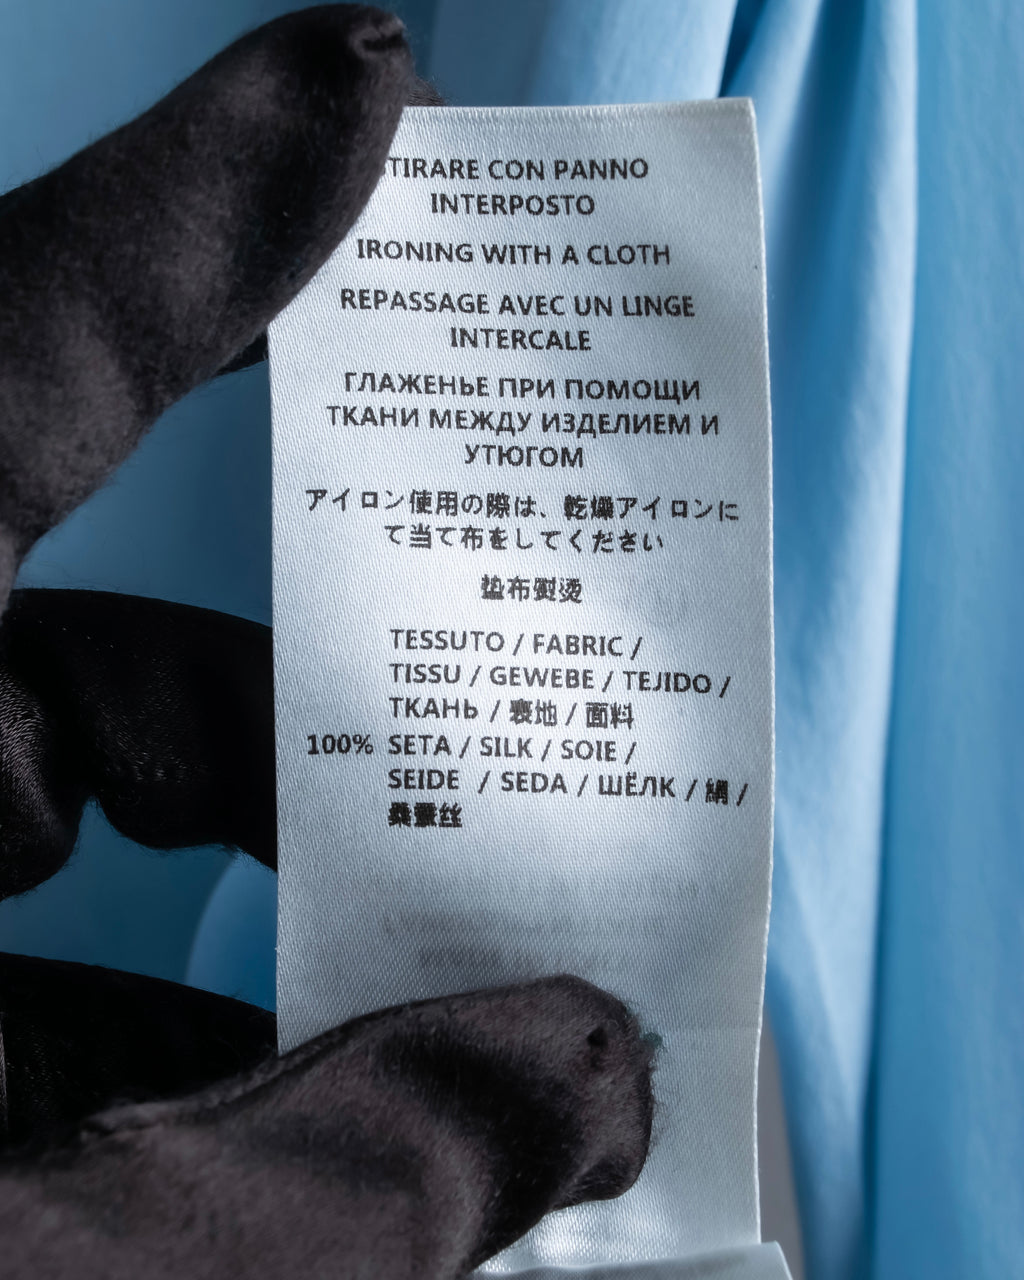 STIRARE CON PANNO
INTERPOSTO
IRONING WITH A CLOTH
REPASSAGE AVEC UN LINGE
INTERCALE
ГЛАЖЕНЬЕ ПРИ ПОМОЩИ
ТКАНИ МЕЖДУ ИЗДЕЛИЕМ И
УТЮГОМ
アイロン使用の際は、乾燥アイロンに
て当て布をしてください
垫布熨烫
TESSUTO / FABRIC /
TISSU / GEWEBE / TEJIDO /
ТКАНЬ / 表地 / 面料
100% SETA / SILK / SOIE /
SEIDE / SEDA / ШЁЛК / 絹 /
桑蚕丝